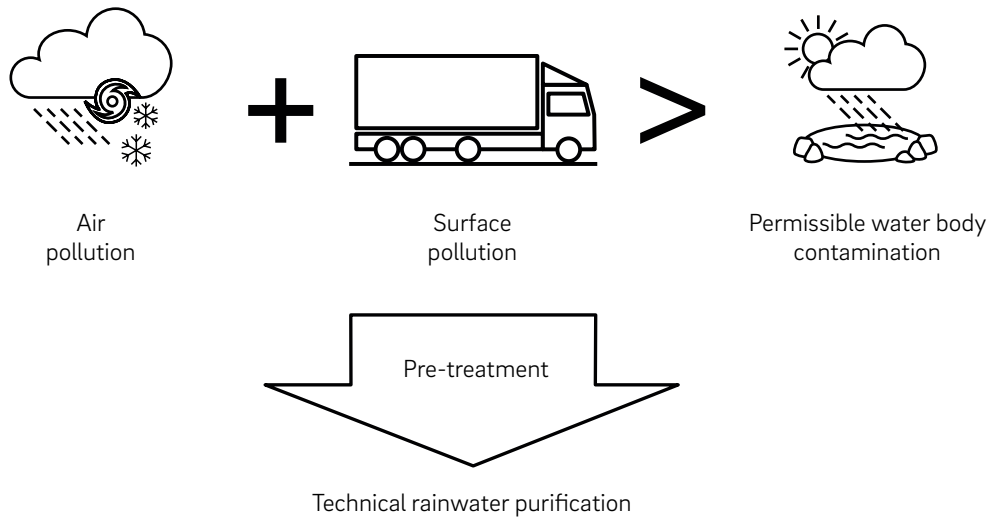 Air
pollution
+
Surface
pollution
>
Permissible water body
contamination
Pre-treatment
Technical rainwater purification